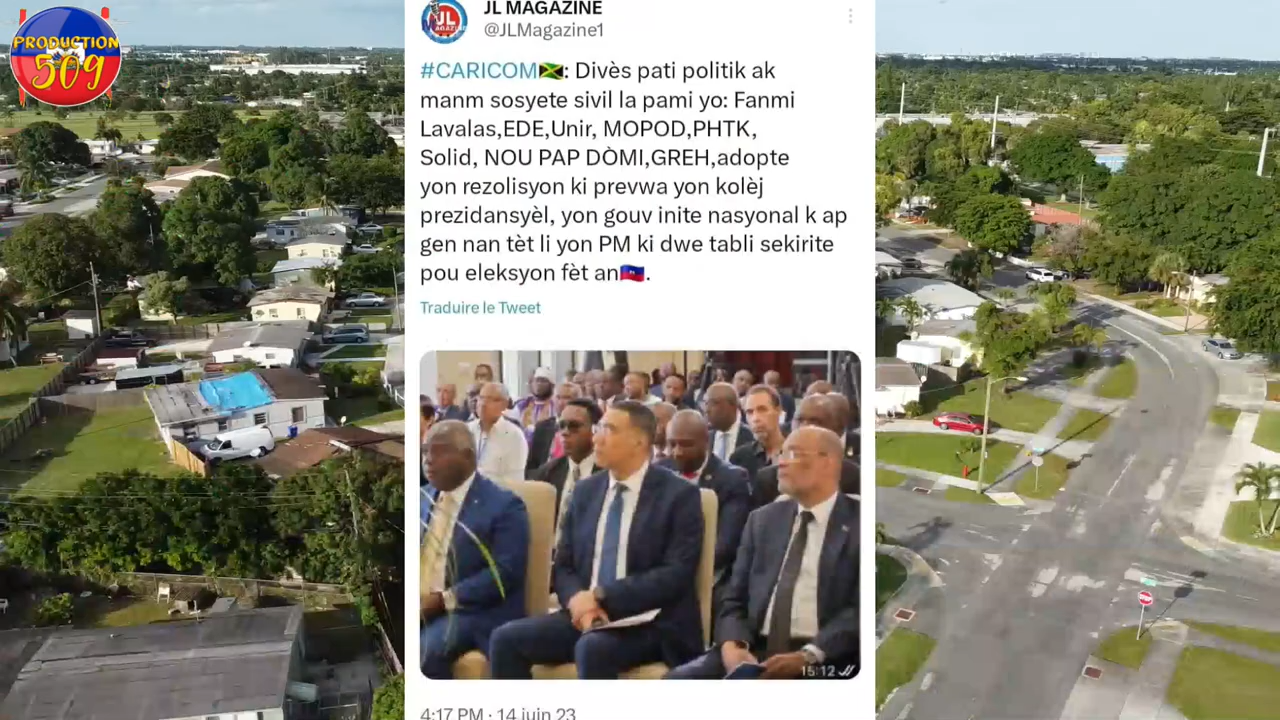 PRODUCTION
509
JL MAGAZINE
@JLMagazine1
#CARICOM: Divès pati politik ak
manm sosyete sivil la pami yo: Fanmi
Lavalas,EDE,Unir, MOPOD,PHTK,
Solid, NOU PAP DÒMI,GREH,adopte
yon rezolisyon ki prevwa yon kolèj
prezidansyèl, yon gouv inite nasyonal k ap
gen nan tèt li yon PM ki dwe tabli sekirite
pou eleksyon fèt an.
Traduire le Tweet
15:12
4:17 PM · 14 juin 23